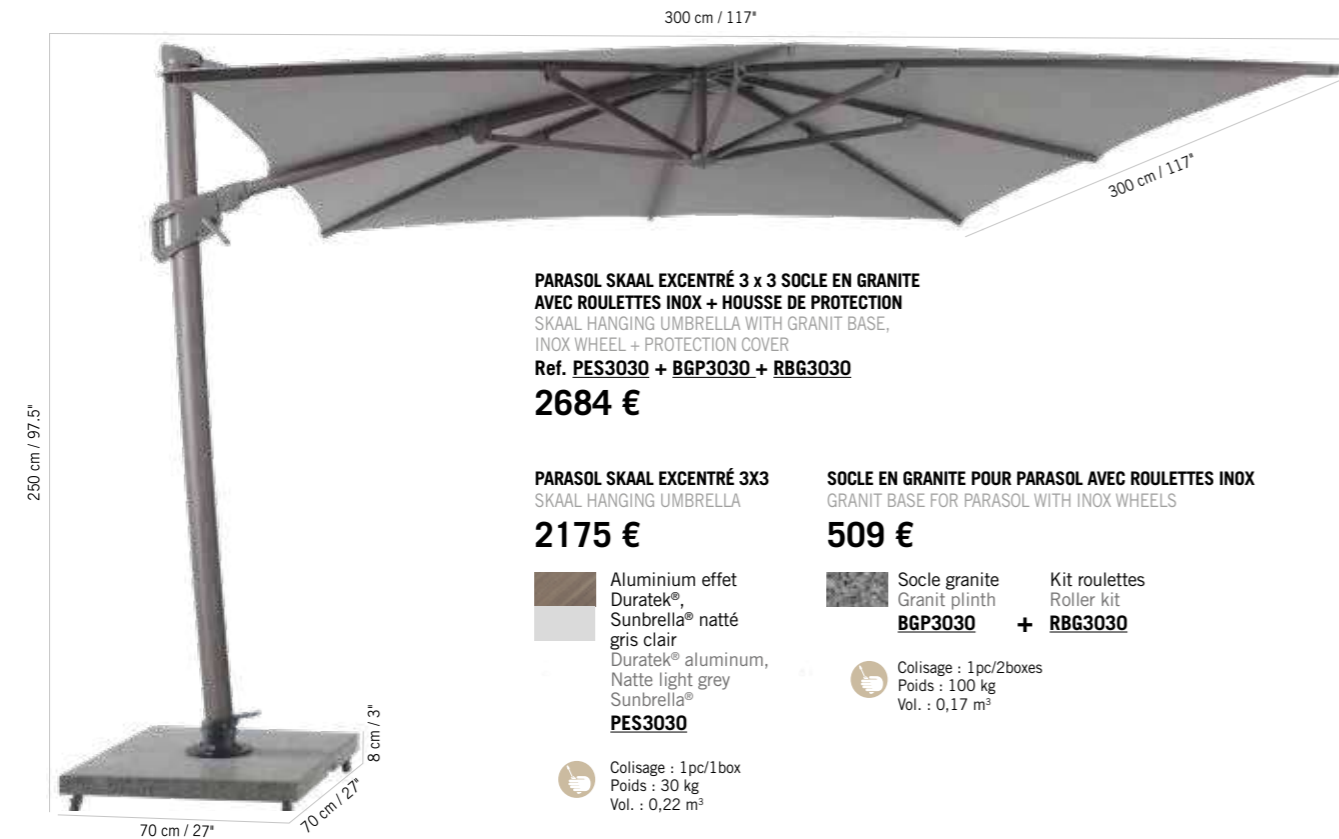 300 cm / 117"
300 cm / 117"
250 cm / 97.5"
PARASOL SKAAL EXCENTRÉ 3 x 3 SOCLE EN GRANITE
AVEC ROULETTES INOX + HOUSSE DE PROTECTION
SKAAL HANGING UMBRELLA WITH GRANIT BASE,
INOX WHEEL + PROTECTION COVER
Ref. PES3030 + BGP3030 + RBG3030
2684 €
PARASOL SKAAL EXCENTRÉ 3X3
SKAAL HANGING UMBRELLA
2175 €
Aluminium effet
Duratek®,
Sunbrella® natté
gris clair
Duratek® aluminum,
Natte light grey
Sunbrella®
PES3030
Colisage : 1pc/1box
Poids : 30 kg
Vol. : 0,22 m³
SOCLE EN GRANITE POUR PARASOL AVEC ROULETTES INOX
GRANIT BASE FOR PARASOL WITH INOX WHEELS
509 €
Socle granite
Granit plinth
BGP3030
+
Kit roulettes
Roller kit
RBG3030
Colisage : 1pc/2boxes
Poids : 100 kg
Vol. : 0,17 m³
8 cm / 3"
70 cm / 27"
70 cm / 27"